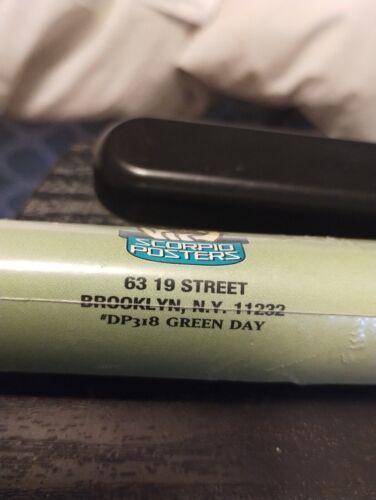 SCORPIO
POSTERS
63 19 STREET
BROOKLYN, N.Y. 11232
#DP318 GREEN DAY